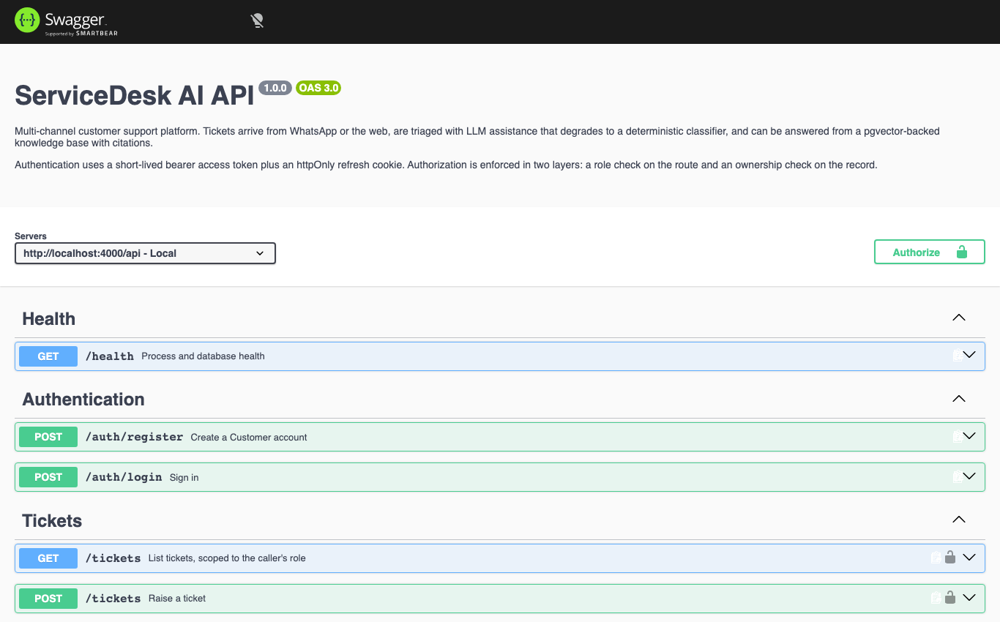 Swagger
Supported by SMARTBEAR
ServiceDesk AI API 1.0.0 OAS 3.0
Multi-channel customer support platform. Tickets arrive from WhatsApp or the web, are triaged with LLM assistance that degrades to a deterministic classifier, and can be answered from a pgvector-backed
knowledge base with citations.
Authentication uses a short-lived bearer access token plus an httpOnly refresh cookie. Authorization is enforced in two layers: a role check on the route and an ownership check on the record.
Servers
http://localhost:4000/api - Local
Authorize
Health
GET /health Process and database health
Authentication
POST /auth/register Create a Customer account
POST /auth/login Sign in
Tickets
GET /tickets List tickets, scoped to the caller's role
POST /tickets Raise a ticket